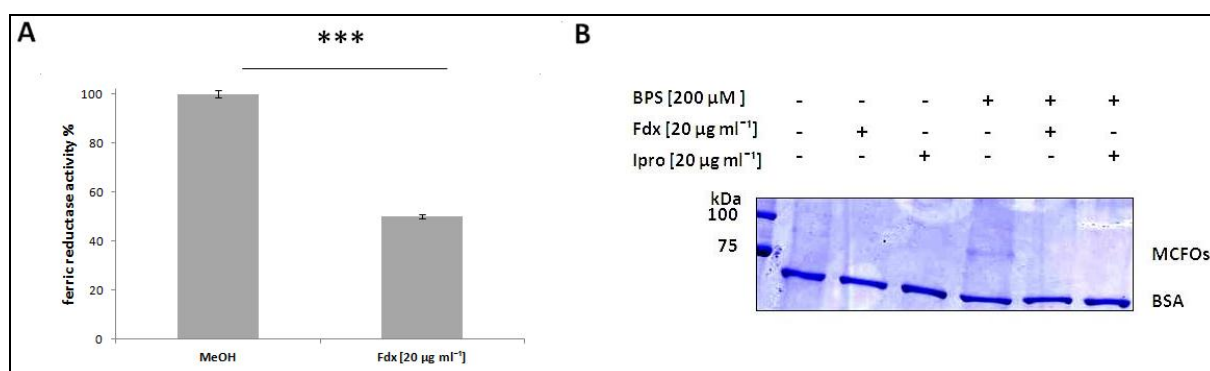 A
***
100
80
60
40
20
0
ferric reductase activity %
MeOH
Fdx [20 µg ml⁻¹]
B
BPS [200 µM ] - - - + + +
Fdx [20 µg ml⁻¹] - + - - + -
Ipro [20 µg ml⁻¹] - - + - - +
kDa
100
75
MCFOs
BSA